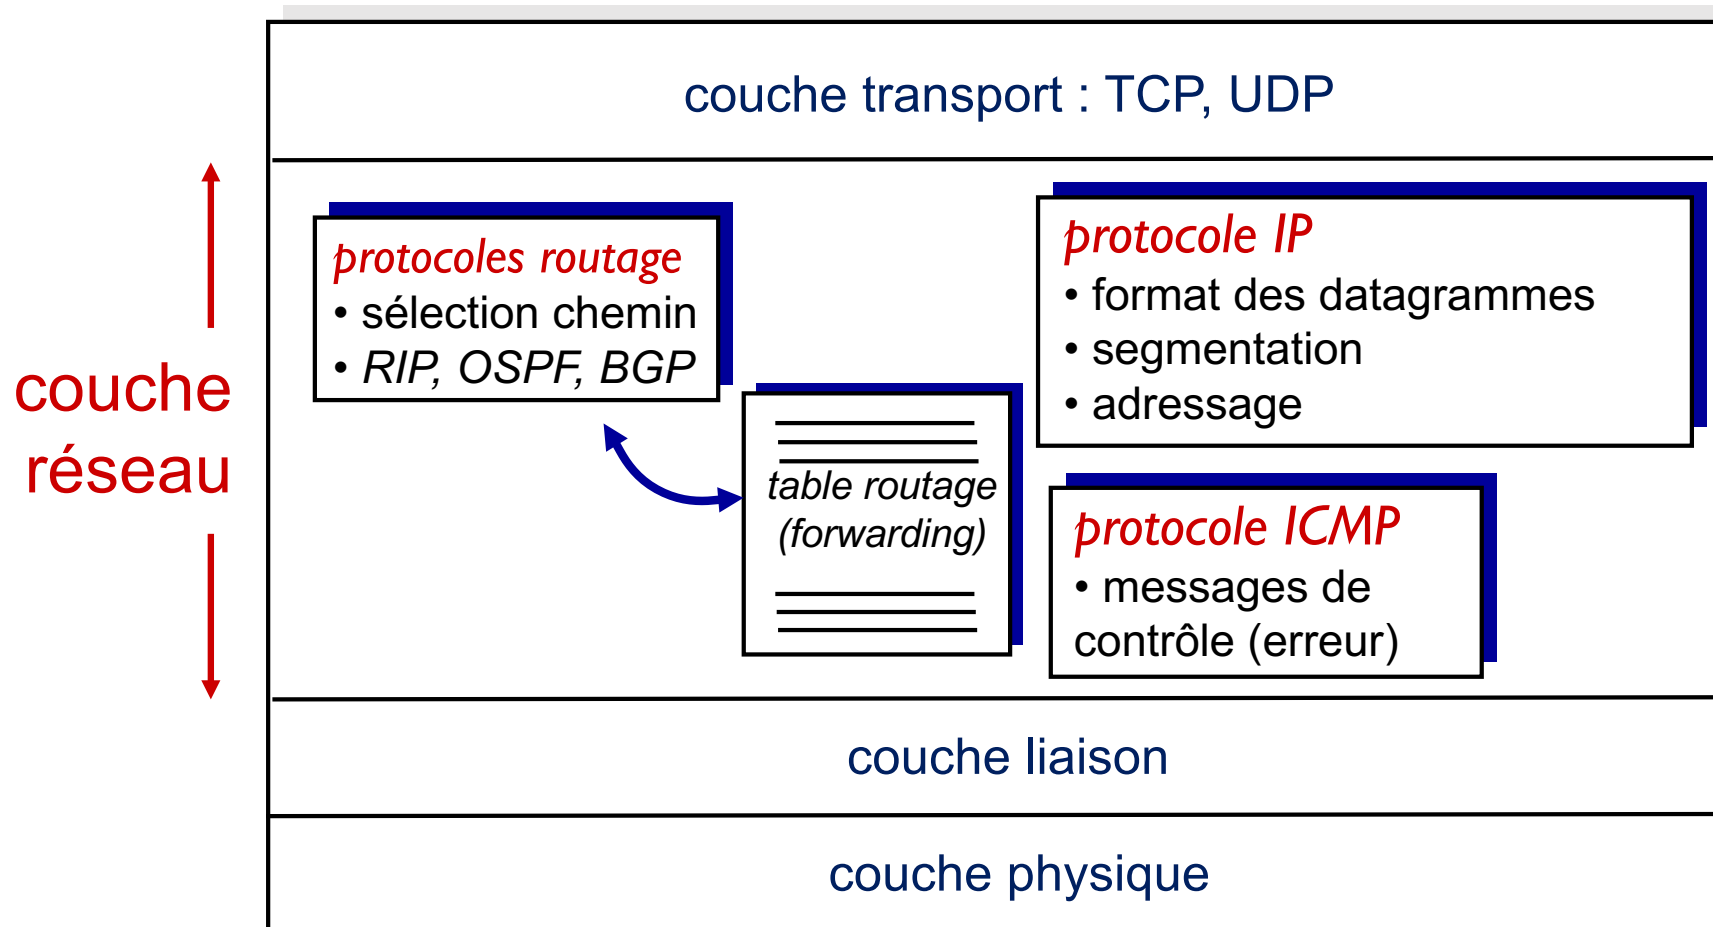 couche transport : TCP, UDP
couche
réseau
protocoles routage
• sélection chemin
• RIP, OSPF, BGP
table routage
(forwarding)
protocole IP
• format des datagrammes
• segmentation
• adressage
protocole ICMP
• messages de
contrôle (erreur)
couche liaison
couche physique